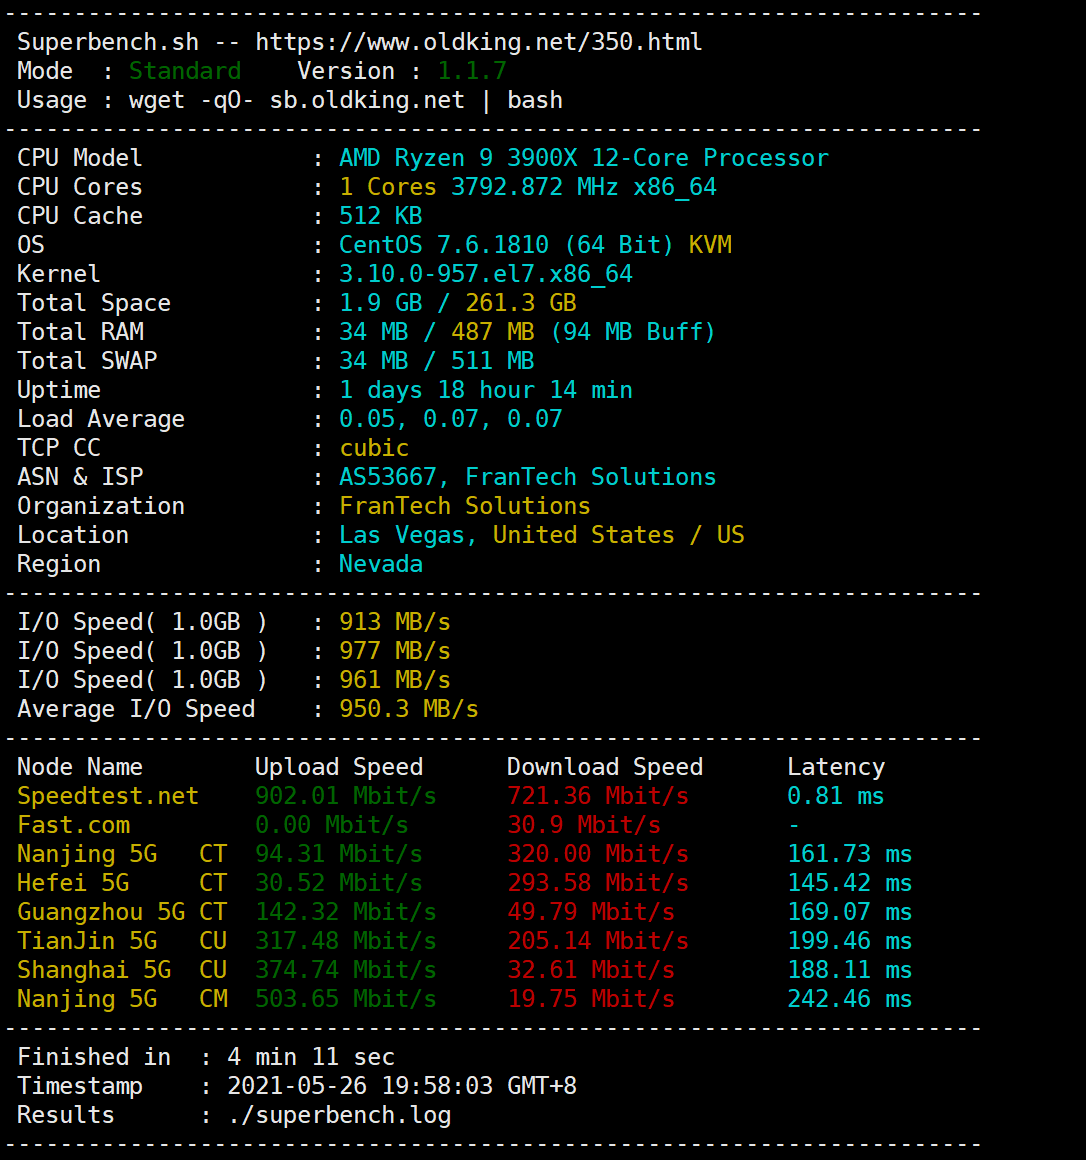 ----------------------------------------------------------------------
Superbench.sh -- https://www.oldking.net/350.html
Mode  : Standard    Version : 1.1.7
Usage : wget -qO- sb.oldking.net | bash
----------------------------------------------------------------------
CPU Model            : AMD Ryzen 9 3900X 12-Core Processor
CPU Cores            : 1 Cores 3792.872 MHz x86_64
CPU Cache            : 512 KB
OS                   : CentOS 7.6.1810 (64 Bit) KVM
Kernel               : 3.10.0-957.el7.x86_64
Total Space          : 1.9 GB / 261.3 GB
Total RAM            : 34 MB / 487 MB (94 MB Buff)
Total SWAP           : 34 MB / 511 MB
Uptime               : 1 days 18 hour 14 min
Load Average         : 0.05, 0.07, 0.07
TCP CC               : cubic
ASN & ISP            : AS53667, FranTech Solutions
Organization         : FranTech Solutions
Location             : Las Vegas, United States / US
Region               : Nevada
----------------------------------------------------------------------
I/O Speed( 1.0GB )   : 913 MB/s
I/O Speed( 1.0GB )   : 977 MB/s
I/O Speed( 1.0GB )   : 961 MB/s
Average I/O Speed    : 950.3 MB/s
----------------------------------------------------------------------
Node Name        Upload Speed      Download Speed      Latency
Speedtest.net    902.01 Mbit/s     721.36 Mbit/s       0.81 ms
Fast.com         0.00 Mbit/s       30.9 Mbit/s         -
Nanjing 5G   CT  94.31 Mbit/s      320.00 Mbit/s       161.73 ms
Hefei 5G     CT  30.52 Mbit/s      293.58 Mbit/s       145.42 ms
Guangzhou 5G CT  142.32 Mbit/s     49.79 Mbit/s        169.07 ms
TianJin 5G   CU  317.48 Mbit/s     205.14 Mbit/s       199.46 ms
Shanghai 5G  CU  374.74 Mbit/s     32.61 Mbit/s        188.11 ms
Nanjing 5G   CM  503.65 Mbit/s     19.75 Mbit/s        242.46 ms
----------------------------------------------------------------------
Finished in  : 4 min 11 sec
Timestamp    : 2021-05-26 19:58:03 GMT+8
Results      : ./superbench.log
----------------------------------------------------------------------